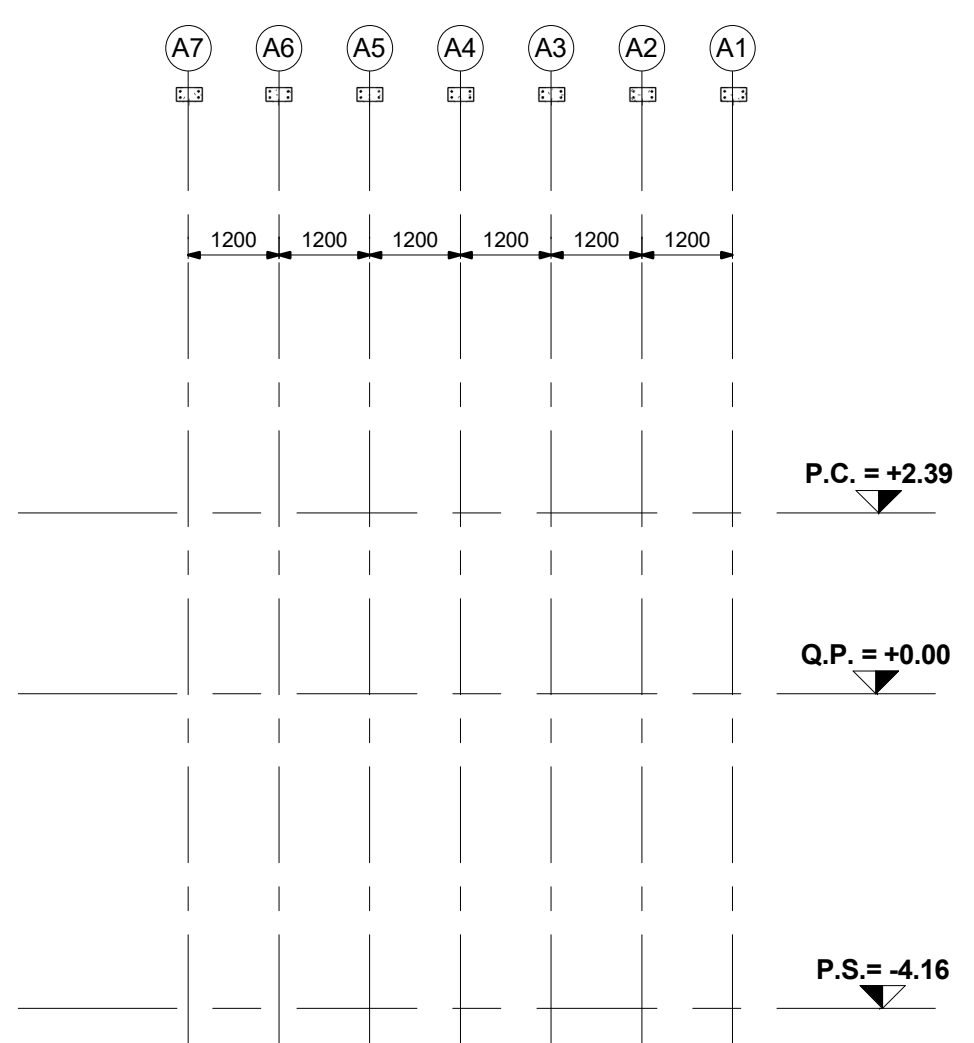 A7 A6 A5 A4 A3 A2 A1
1200 1200 1200 1200 1200 1200
P.C. = +2.39
Q.P. = +0.00
P.S.= -4.16